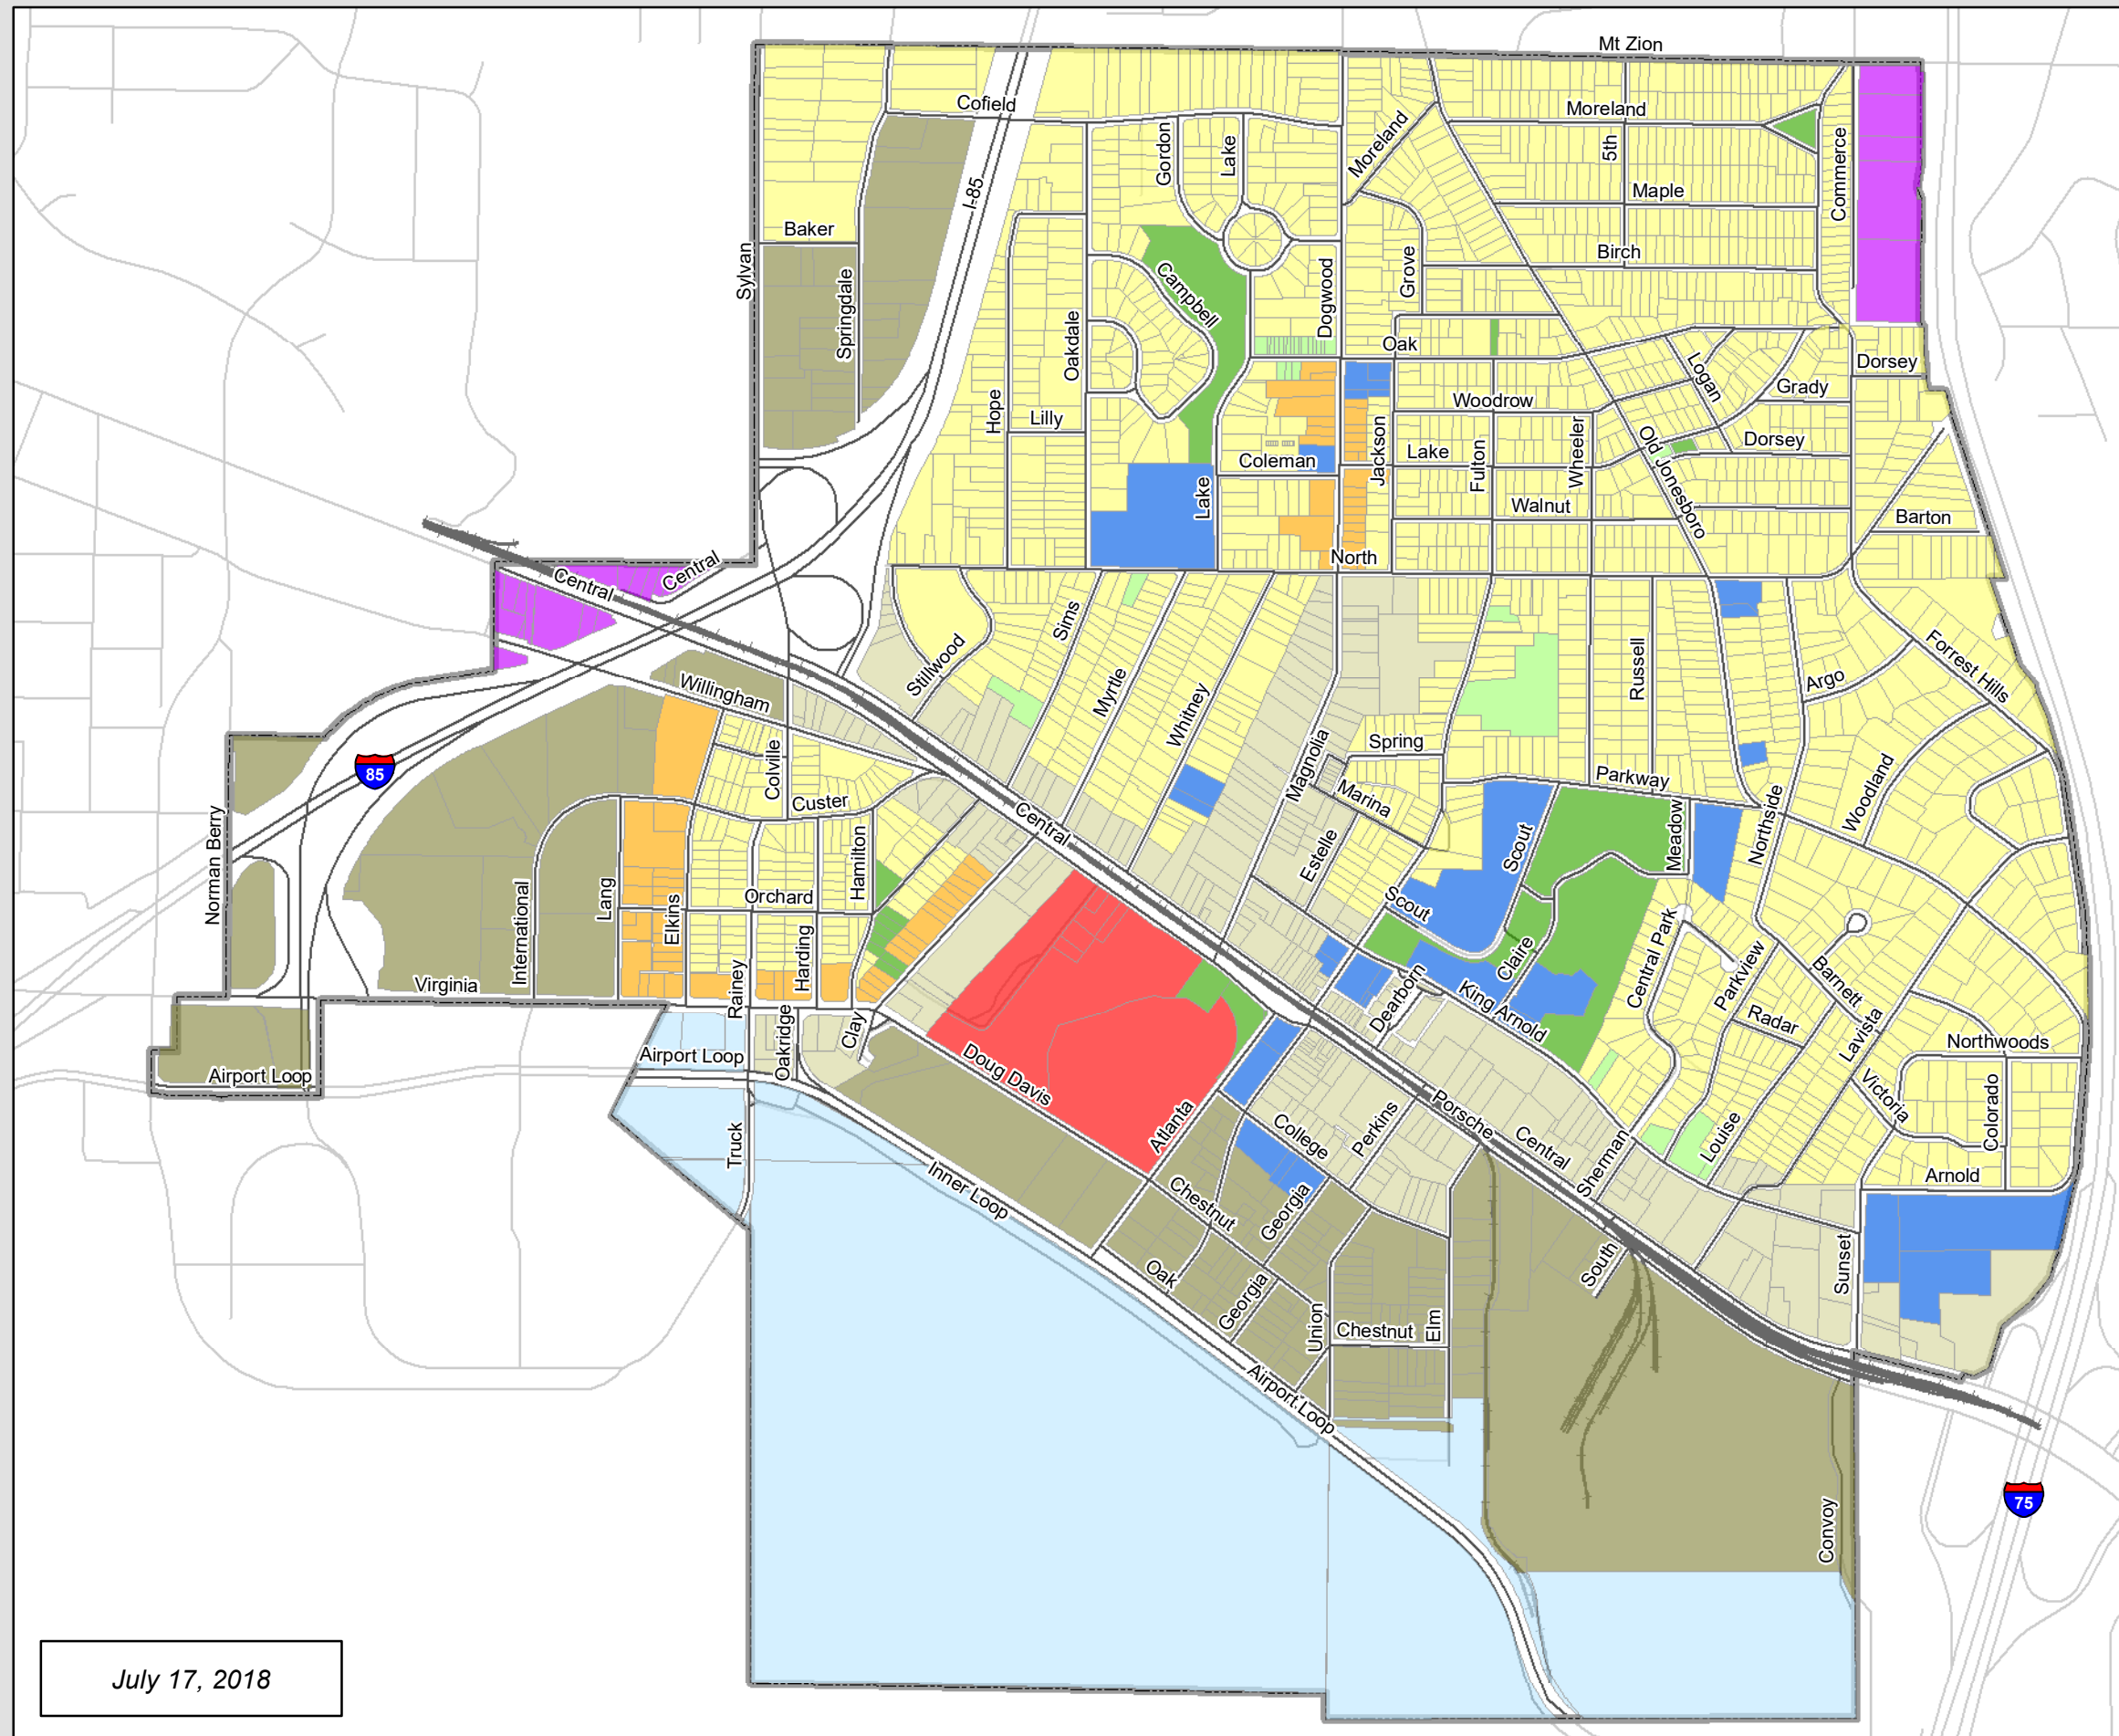 Mt Zion
Cofield
Moreland
Gordon
Lake
Moreland
5th
Commerce
I-85
Maple
Baker
Sylvan
Birch
Springdale
Campbell
Dogwood
Grove
Oakdale
Oak
Logan
Dorsey
Grady
Hope
Lilly
Woodrow
Jackson
Lake
Fulton
Wheeler
Old Jonesboro
Dorsey
Coleman
Lake
Walnut
Barton
North
Central
Central
Stillwood
Sims
Myrtle
Whitney
Russell
Argo
Forrest Hills
Willingham
Colville
Magnolia
Spring
Parkway
85
Custer
Marina
Meadow
Woodland
Northside
Norman Berry
Central
Hamilton
Estelle
Scout
International
Lang
Elkins
Orchard
Scout
Harding
Virginia
Rainey
Claire
Central Park
Parkview
Barnett
Dearborn
King Arnold
Radar
Lavista
Northwoods
Oakridge
Clay
Airport Loop
Airport Loop
Doug Davis
Atlanta
College
Perkins
Porsche
Central
Sherman
Louise
Victoria
Colorado
Truck
Inner Loop
Chestnut
Georgia
Arnold
Oak
Georgia
Union
Chestnut
Elm
South
Sunset
Airport Loop
75
Convoy
July 17, 2018